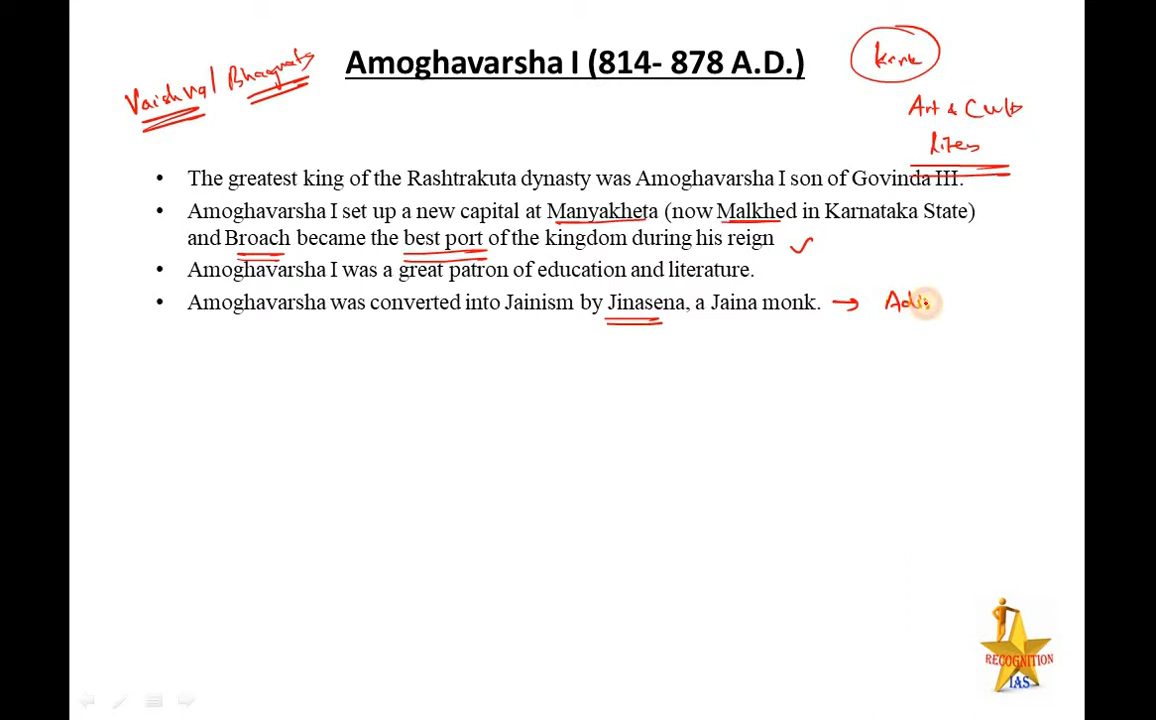 Amoghavarsha I (814- 878 A.D.)
Vaishnal Bhagvats
Art & Cult
• The greatest king of the Rashtrakuta dynasty was Amoghavarsha I son of Govinda III.
• Amoghavarsha I set up a new capital at Manyakheta (now Malkhed in Karnataka State)
and Broach became the best port of the kingdom during his reign
• Amoghavarsha I was a great patron of education and literature.
• Amoghavarsha was converted into Jainism by Jinasena, a Jaina monk. → Adi
RECOGNITION
IAS